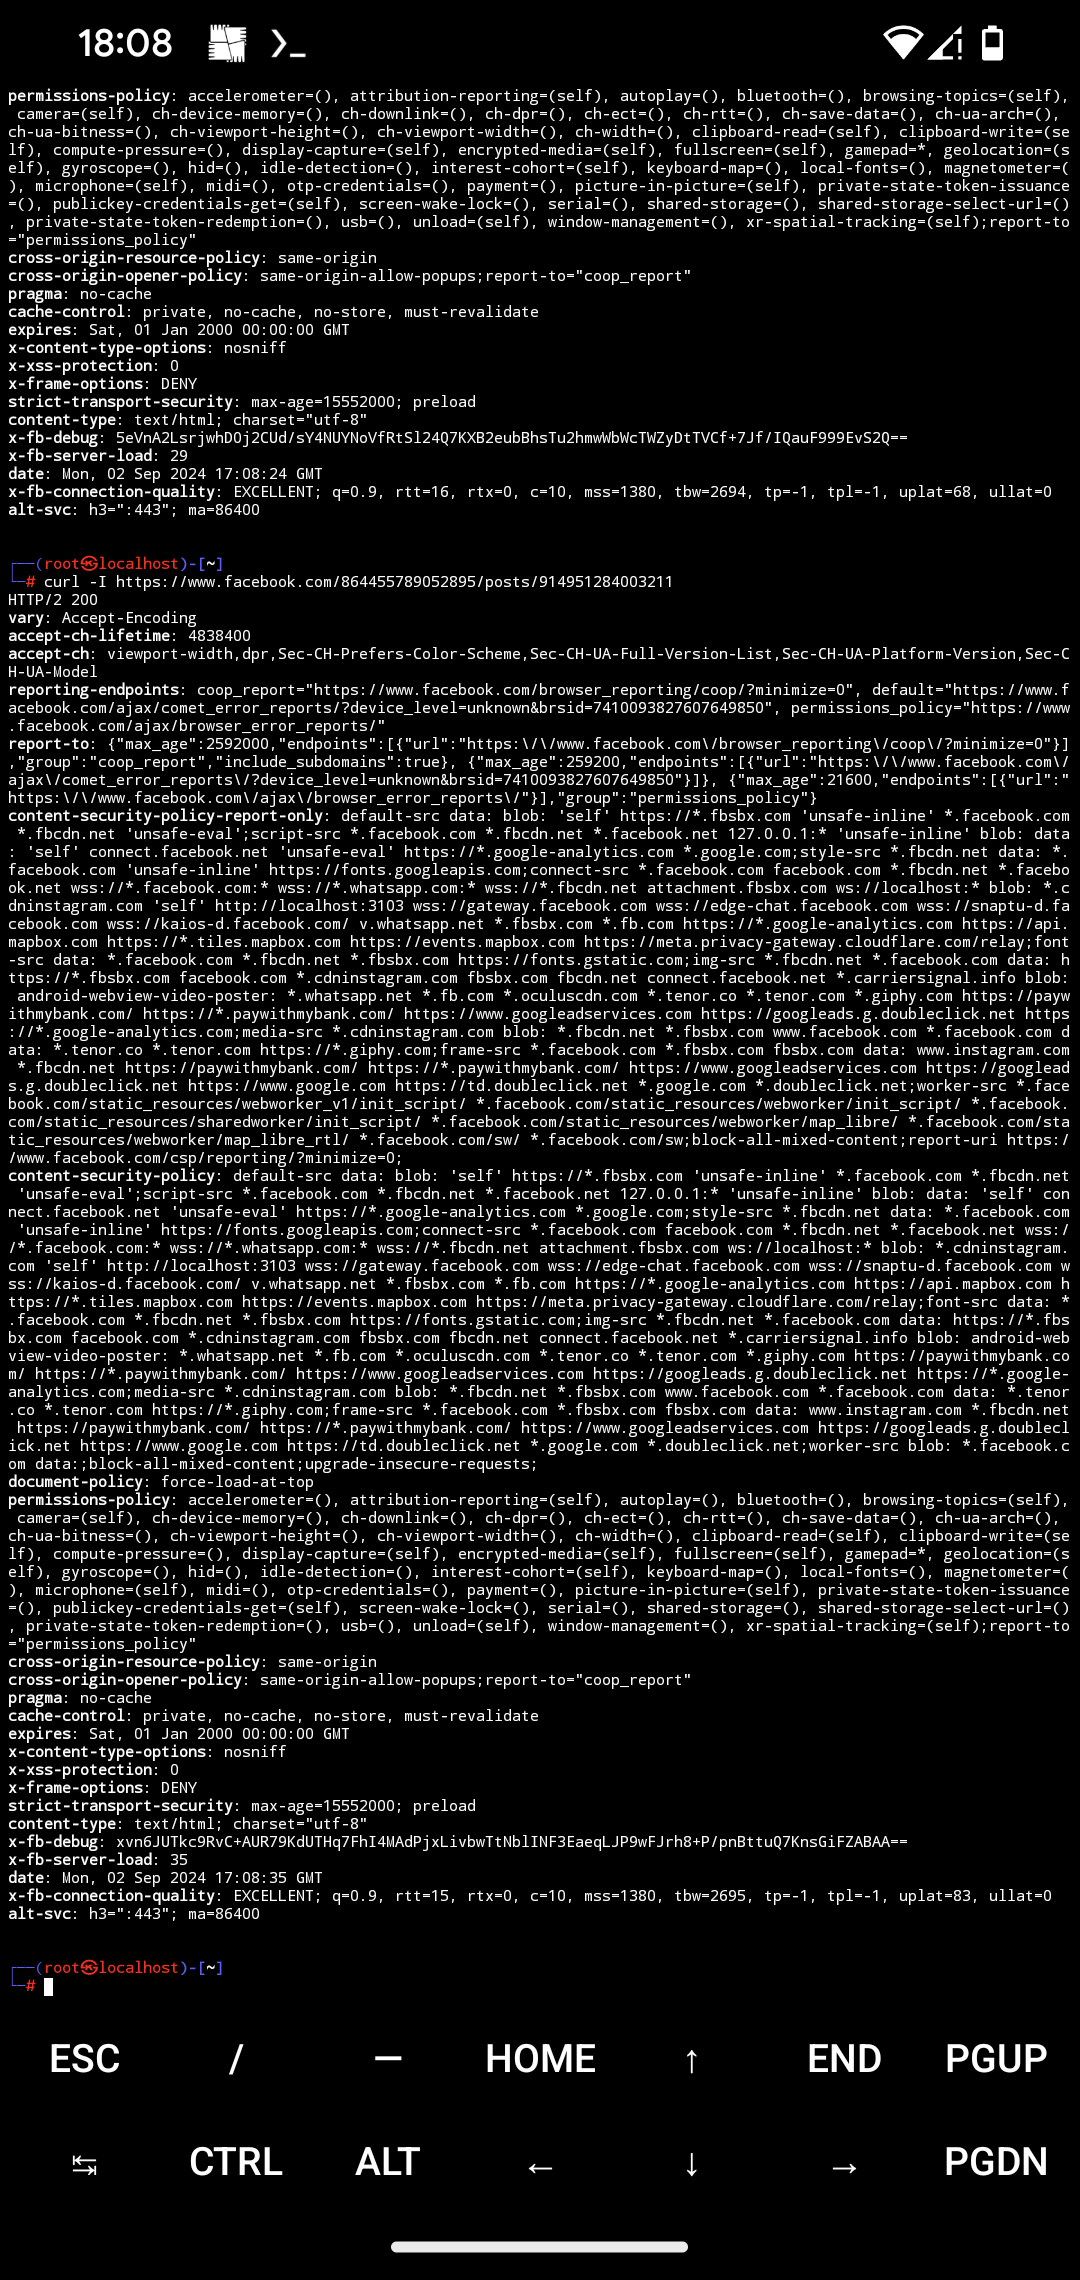 18:08
permissions-policy: accelerometer=(), attribution-reporting=(self), autoplay=(), bluetooth=(), browsing-topics=(self),
 camera=(self), ch-device-memory=(), ch-downlink=(), ch-dpr=(), ch-ect=(), ch-rtt=(), ch-save-data=(), ch-ua-arch=(),
ch-ua-bitness=(), ch-viewport-height=(), ch-viewport-width=(), ch-width=(), clipboard-read=(self), clipboard-write=(se
lf), compute-pressure=(), display-capture=(self), encrypted-media=(self), fullscreen=(self), gamepad=*, geolocation=(s
elf), gyroscope=(), hid=(), idle-detection=(), interest-cohort=(self), keyboard-map=(), local-fonts=(), magnetometer=(
), microphone=(self), midi=(), otp-credentials=(), payment=(), picture-in-picture=(self), private-state-token-issuance
=(), publickey-credentials-get=(self), screen-wake-lock=(), serial=(), shared-storage=(), shared-storage-select-url=()
, private-state-token-redemption=(), usb=(), unload=(self), window-management=(), xr-spatial-tracking=(self);report-to
="permissions_policy"
cross-origin-resource-policy: same-origin
cross-origin-opener-policy: same-origin-allow-popups;report-to="coop_report"
pragma: no-cache
cache-control: private, no-cache, no-store, must-revalidate
expires: Sat, 01 Jan 2000 00:00:00 GMT
x-content-type-options: nosniff
x-xss-protection: 0
x-frame-options: DENY
strict-transport-security: max-age=15552000; preload
content-type: text/html; charset="utf-8"
x-fb-debug: 5eVnA2LsrjwhDOj2CUd/sY4NUYNoVfRtSl24Q7KXB2eubBhsTu2hmwWbWcTWZyDtTVCf+7Jf/IQauF999EvS2Q==
x-fb-server-load: 29
date: Mon, 02 Sep 2024 17:08:24 GMT
x-fb-connection-quality: EXCELLENT; q=0.9, rtt=16, rtx=0, c=10, mss=1380, tbw=2694, tp=-1, tpl=-1, uplat=68, ullat=0
alt-svc: h3=":443"; ma=86400
┌──(root㉿localhost)-[~]
└─# curl -I https://www.facebook.com/864455789052895/posts/914951284003211
HTTP/2 200
vary: Accept-Encoding
accept-ch-lifetime: 4838400
accept-ch: viewport-width,dpr,Sec-CH-Prefers-Color-Scheme,Sec-CH-UA-Full-Version-List,Sec-CH-UA-Platform-Version,Sec-C
H-UA-Model
reporting-endpoints: coop_report="https://www.facebook.com/browser_reporting/coop/?minimize=0", default="https://www.f
acebook.com/ajax/comet_error_reports/?device_level=unknown&brsid=7410093827607649850", permissions_policy="https://www
.facebook.com/ajax/browser_error_reports/"
report-to: {"max_age":2592000,"endpoints":[{"url":"https:\/\/www.facebook.com\/browser_reporting\/coop\/?minimize=0"}]
,"group":"coop_report","include_subdomains":true}, {"max_age":259200,"endpoints":[{"url":"https:\/\/www.facebook.com\/
ajax\/comet_error_reports\/?device_level=unknown&brsid=7410093827607649850"}]}, {"max_age":21600,"endpoints":[{"url":"
https:\/\/www.facebook.com\/ajax\/browser_error_reports\/"}],"group":"permissions_policy"}
content-security-policy-report-only: default-src data: blob: 'self' https://*.fbsbx.com 'unsafe-inline' *.facebook.com
 *.fbcdn.net 'unsafe-eval';script-src *.facebook.com *.fbcdn.net *.facebook.net 127.0.0.1:* 'unsafe-inline' blob: data
: 'self' connect.facebook.net 'unsafe-eval' https://*.google-analytics.com *.google.com;style-src *.fbcdn.net data: *.
facebook.com 'unsafe-inline' https://fonts.googleapis.com;connect-src *.facebook.com facebook.com *.fbcdn.net *.facebo
ok.net wss://*.facebook.com:* wss://*.whatsapp.com:* wss://*.fbcdn.net attachment.fbsbx.com ws://localhost:* blob: *.c
dninstagram.com 'self' http://localhost:3103 wss://gateway.facebook.com wss://edge-chat.facebook.com wss://snaptu-d.fa
cebook.com wss://kaios-d.facebook.com/ v.whatsapp.net *.fbsbx.com *.fb.com https://*.google-analytics.com https://api.
mapbox.com https://*.tiles.mapbox.com https://events.mapbox.com https://meta.privacy-gateway.cloudflare.com/relay;font
-src data: *.facebook.com *.fbcdn.net *.fbsbx.com https://fonts.gstatic.com;img-src *.fbcdn.net *.facebook.com data: h
ttps://*.fbsbx.com facebook.com *.cdninstagram.com fbsbx.com fbcdn.net connect.facebook.net *.carriersignal.info blob:
 android-webview-video-poster: *.whatsapp.net *.fb.com *.oculuscdn.com *.tenor.co *.tenor.com *.giphy.com https://payw
ithmybank.com/ https://*.paywithmybank.com/ https://www.googleadservices.com https://googleads.g.doubleclick.net https
://*.google-analytics.com;media-src *.cdninstagram.com blob: *.fbcdn.net *.fbsbx.com www.facebook.com *.facebook.com d
ata: *.tenor.co *.tenor.com https://*.giphy.com;frame-src *.facebook.com *.fbsbx.com fbsbx.com data: www.instagram.com
 *.fbcdn.net https://paywithmybank.com/ https://*.paywithmybank.com/ https://www.googleadservices.com https://googlead
s.g.doubleclick.net https://www.google.com https://td.doubleclick.net *.google.com *.doubleclick.net;worker-src *.face
book.com/static_resources/webworker_v1/init_script/ *.facebook.com/static_resources/webworker/init_script/ *.facebook.
com/static_resources/sharedworker/init_script/ *.facebook.com/static_resources/webworker/map_libre/ *.facebook.com/sta
tic_resources/webworker/map_libre_rtl/ *.facebook.com/sw/ *.facebook.com/sw;block-all-mixed-content;report-uri https:/
/www.facebook.com/csp/reporting/?minimize=0;
content-security-policy: default-src data: blob: 'self' https://*.fbsbx.com 'unsafe-inline' *.facebook.com *.fbcdn.net
 'unsafe-eval';script-src *.facebook.com *.fbcdn.net *.facebook.net 127.0.0.1:* 'unsafe-inline' blob: data: 'self' con
nect.facebook.net 'unsafe-eval' https://*.google-analytics.com *.google.com;style-src *.fbcdn.net data: *.facebook.com
 'unsafe-inline' https://fonts.googleapis.com;connect-src *.facebook.com facebook.com *.fbcdn.net *.facebook.net wss:/
/*.facebook.com:* wss://*.whatsapp.com:* wss://*.fbcdn.net attachment.fbsbx.com ws://localhost:* blob: *.cdninstagram.
com 'self' http://localhost:3103 wss://gateway.facebook.com wss://edge-chat.facebook.com wss://snaptu-d.facebook.com w
ss://kaios-d.facebook.com/ v.whatsapp.net *.fbsbx.com *.fb.com https://*.google-analytics.com https://api.mapbox.com h
ttps://*.tiles.mapbox.com https://events.mapbox.com https://meta.privacy-gateway.cloudflare.com/relay;font-src data: *
.facebook.com *.fbcdn.net *.fbsbx.com https://fonts.gstatic.com;img-src *.fbcdn.net *.facebook.com data: https://*.fbs
bx.com facebook.com *.cdninstagram.com fbsbx.com fbcdn.net connect.facebook.net *.carriersignal.info blob: android-web
view-video-poster: *.whatsapp.net *.fb.com *.oculuscdn.com *.tenor.co *.tenor.com *.giphy.com https://paywithmybank.co
m/ https://*.paywithmybank.com/ https://www.googleadservices.com https://googleads.g.doubleclick.net https://*.google-
analytics.com;media-src *.cdninstagram.com blob: *.fbcdn.net *.fbsbx.com www.facebook.com *.facebook.com data: *.tenor
.co *.tenor.com https://*.giphy.com;frame-src *.facebook.com *.fbsbx.com fbsbx.com data: www.instagram.com *.fbcdn.net
 https://paywithmybank.com/ https://*.paywithmybank.com/ https://www.googleadservices.com https://googleads.g.doublecl
ick.net https://www.google.com https://td.doubleclick.net *.google.com *.doubleclick.net;worker-src blob: *.facebook.c
om data:;block-all-mixed-content;upgrade-insecure-requests;
document-policy: force-load-at-top
permissions-policy: accelerometer=(), attribution-reporting=(self), autoplay=(), bluetooth=(), browsing-topics=(self),
 camera=(self), ch-device-memory=(), ch-downlink=(), ch-dpr=(), ch-ect=(), ch-rtt=(), ch-save-data=(), ch-ua-arch=(),
ch-ua-bitness=(), ch-viewport-height=(), ch-viewport-width=(), ch-width=(), clipboard-read=(self), clipboard-write=(se
lf), compute-pressure=(), display-capture=(self), encrypted-media=(self), fullscreen=(self), gamepad=*, geolocation=(s
elf), gyroscope=(), hid=(), idle-detection=(), interest-cohort=(self), keyboard-map=(), local-fonts=(), magnetometer=(
), microphone=(self), midi=(), otp-credentials=(), payment=(), picture-in-picture=(self), private-state-token-issuance
=(), publickey-credentials-get=(self), screen-wake-lock=(), serial=(), shared-storage=(), shared-storage-select-url=()
, private-state-token-redemption=(), usb=(), unload=(self), window-management=(), xr-spatial-tracking=(self);report-to
="permissions_policy"
cross-origin-resource-policy: same-origin
cross-origin-opener-policy: same-origin-allow-popups;report-to="coop_report"
pragma: no-cache
cache-control: private, no-cache, no-store, must-revalidate
expires: Sat, 01 Jan 2000 00:00:00 GMT
x-content-type-options: nosniff
x-xss-protection: 0
x-frame-options: DENY
strict-transport-security: max-age=15552000; preload
content-type: text/html; charset="utf-8"
x-fb-debug: xvn6JUTkc9RvC+AUR79KdUTHq7FhI4MAdPjxLivbwTtNblINF3EaeqLJP9wFJrh8+P/pnBttuQ7KnsGiFZABAA==
x-fb-server-load: 35
date: Mon, 02 Sep 2024 17:08:35 GMT
x-fb-connection-quality: EXCELLENT; q=0.9, rtt=15, rtx=0, c=10, mss=1380, tbw=2695, tp=-1, tpl=-1, uplat=83, ullat=0
alt-svc: h3=":443"; ma=86400
┌──(root㉿localhost)-[~]
└─#
ESC / — HOME ↑ END PGUP
↹ CTRL ALT ← ↓ → PGDN